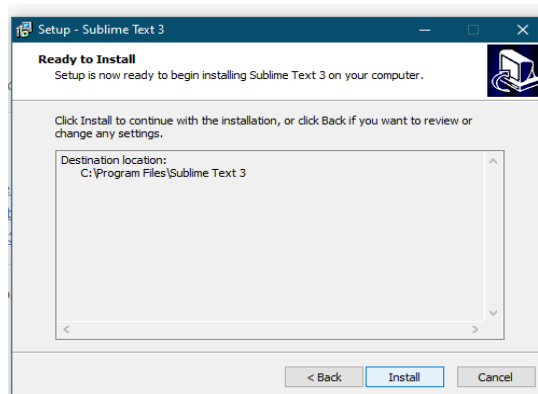 Setup - Sublime Text 3
Ready to Install
Setup is now ready to begin installing Sublime Text 3 on your computer.
Click Install to continue with the installation, or click Back if you want to review or
change any settings.
Destination location:
C:\Program Files\Sublime Text 3
< Back Install Cancel